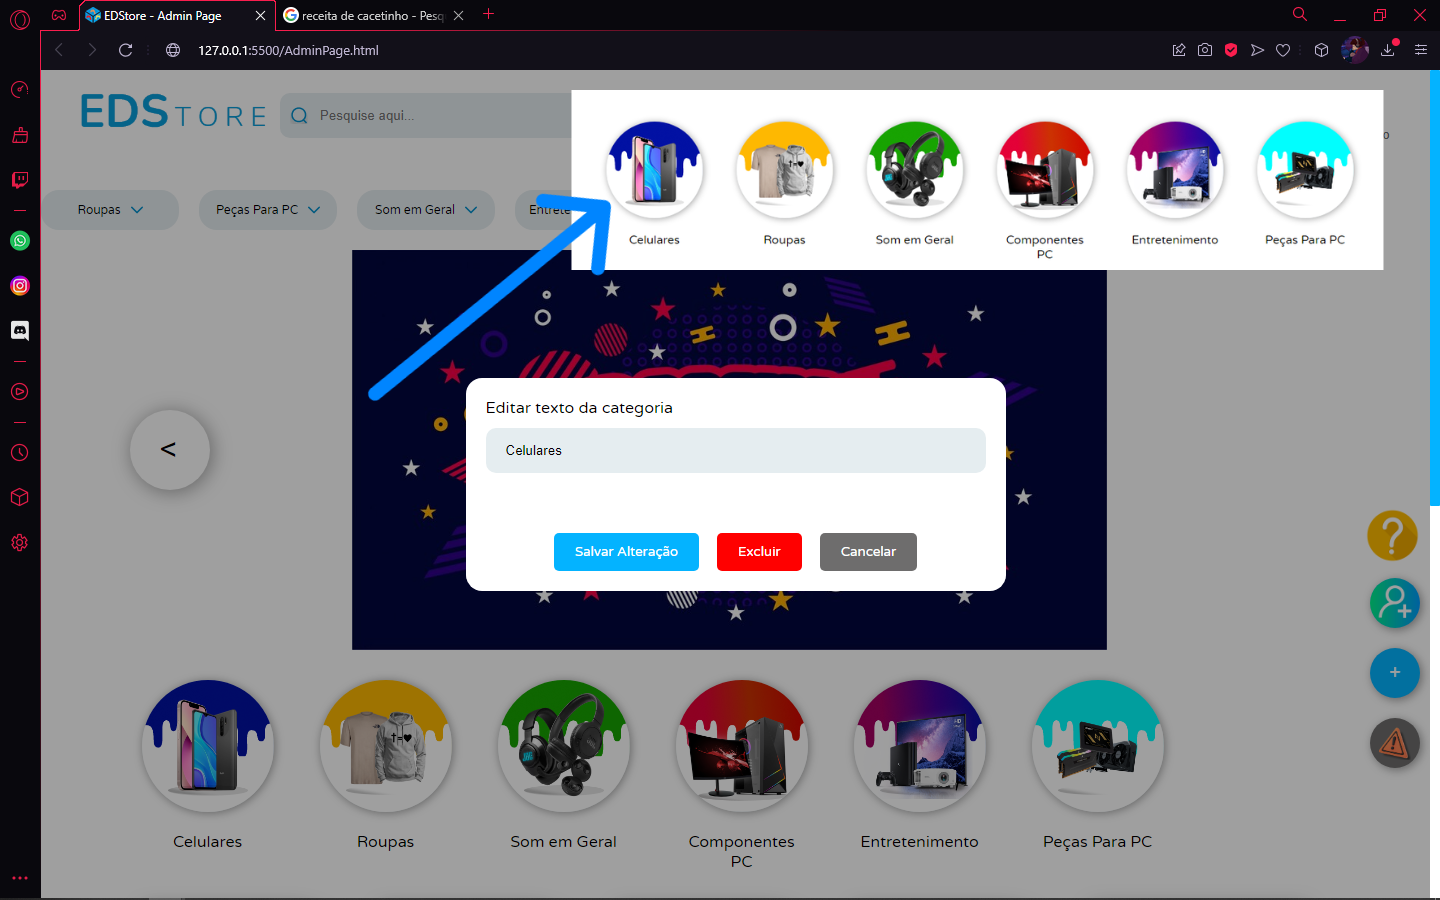 EDStore - Admin Page
receita de cacetinho - Pesq
127.0.0.1:5500/AdminPage.html
EDSTORE
Pesquise aqui...
Celulares
Roupas
Som em Geral
Componentes
PC
Entretenimento
Peças Para PC
o
Roupas
Peças Para PC
Som em Geral
Entrete
<
Editar texto da categoria
Celulares
Salvar Alteração
Excluir
Cancelar
?
+
Celulares
Roupas
Som em Geral
Componentes
PC
Entretenimento
Peças Para PC